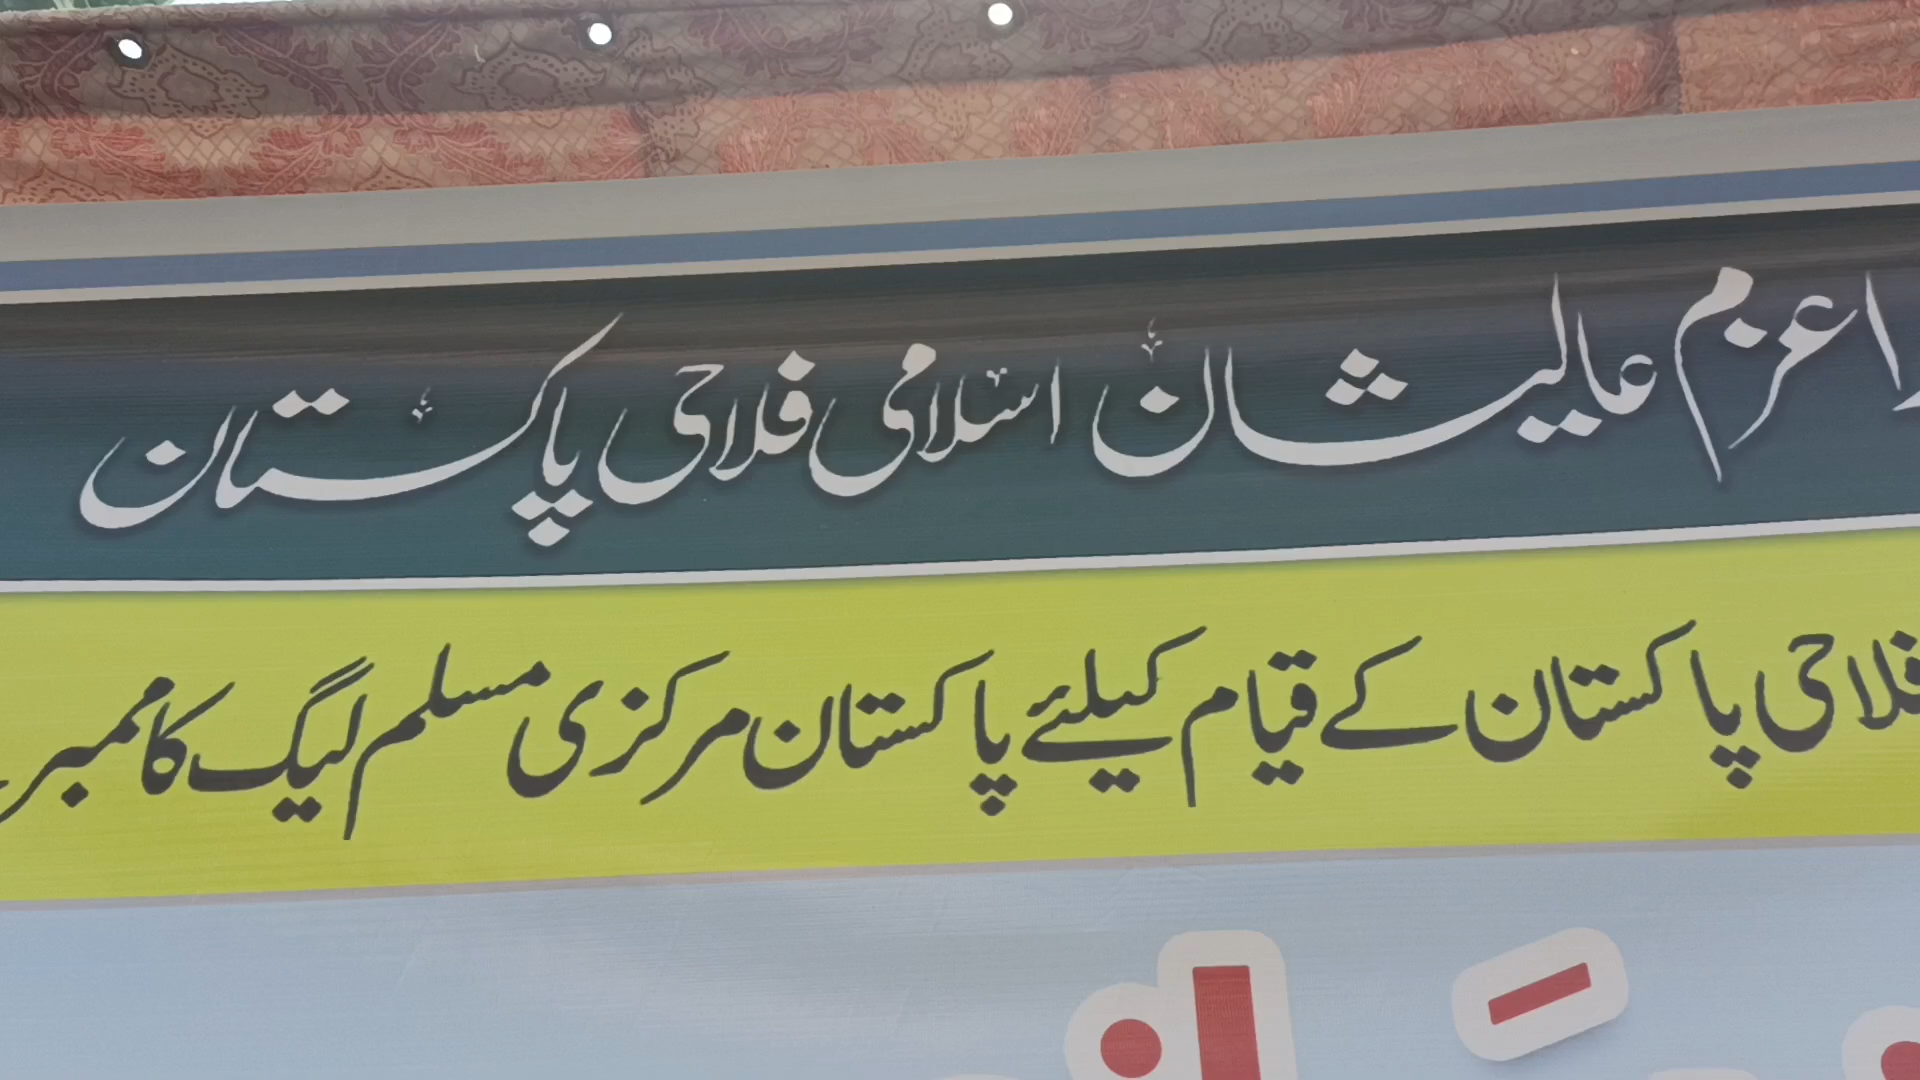 عزم عالیشان اسلامی فلاحی پاکستان
فلاحی پاکستان کے قیام کیلئے پاکستان مرکزی مسلم لیگ کا ممبر